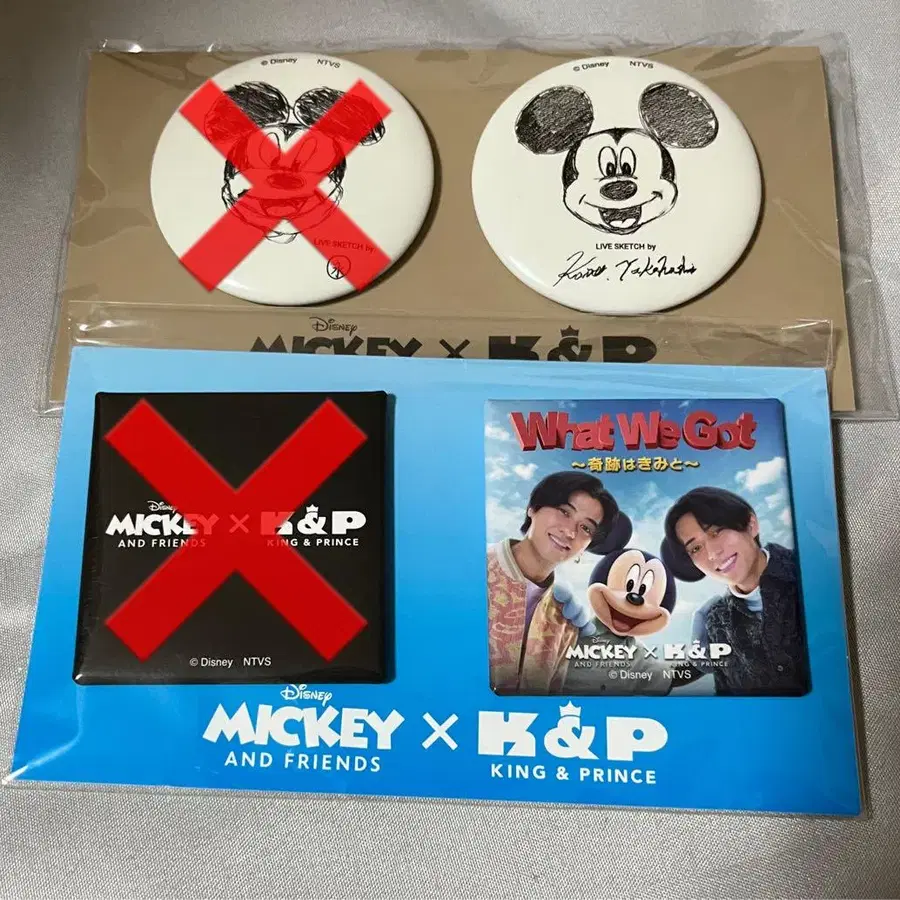 © Disney NTVS
LIVE SKETCH by
© Disney NTVS
LIVE SKETCH by
Kaito. Takahashi
Disney
MICKEY × K&P
Disney
MICKEY × K&P
AND FRIENDS KING & PRINCE
© Disney NTVS
What We Got
～奇跡はきみと～
Disney
MICKEY × K&P
AND FRIENDS KING & PRINCE
© Disney NTVS
Disney
MICKEY × K&P
AND FRIENDS KING & PRINCE